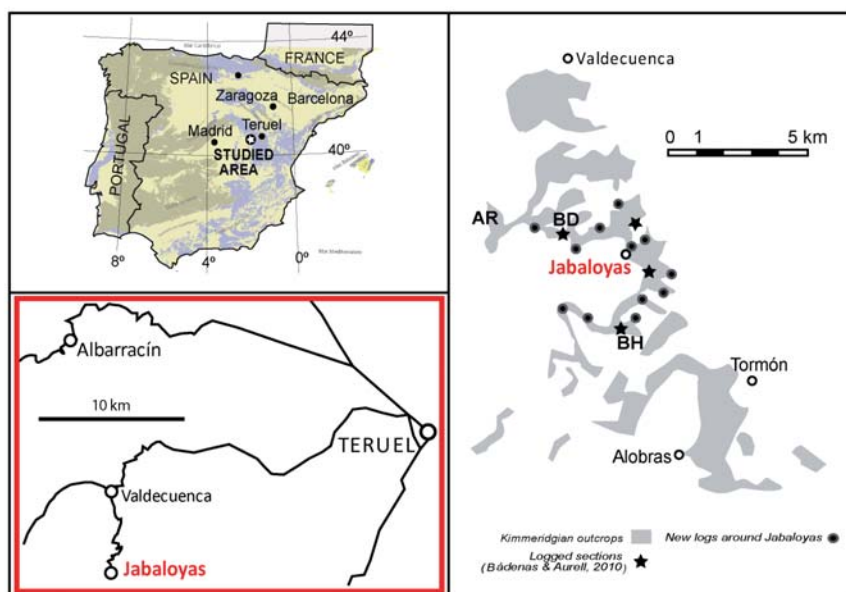 44º
FRANCE
SPAIN
Zaragoza
Barcelona
Madrid
Teruel
STUDIED
AREA
40º
PORTUGAL
8º
4º
0º
Albarracín
10 km
TERUEL
Valdecuenca
Jabaloyas
Valdecuenca
0
1
5 km
AR
BD
Jabaloyas
BH
Tormón
Alobras
Kimmeridgian outcrops
New logs around Jabaloyas
Logged sections
(Bádenas & Aurell, 2010)